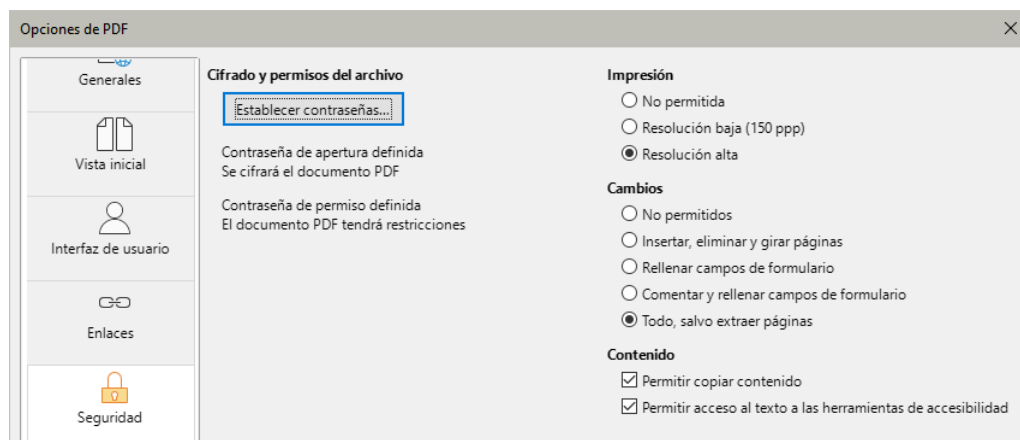 Opciones de PDF
Generales
Vista inicial
Interfaz de usuario
Enlaces
Seguridad
Cifrado y permisos del archivo
Establecer contraseñas...
Contraseña de apertura definida
Se cifrará el documento PDF
Contraseña de permiso definida
El documento PDF tendrá restricciones
Impresión
No permitida
Resolución baja (150 ppp)
Resolución alta
Cambios
No permitidos
Insertar, eliminar y girar páginas
Rellenar campos de formulario
Comentar y rellenar campos de formulario
Todo, salvo extraer páginas
Contenido
Permitir copiar contenido
Permitir acceso al texto a las herramientas de accesibilidad